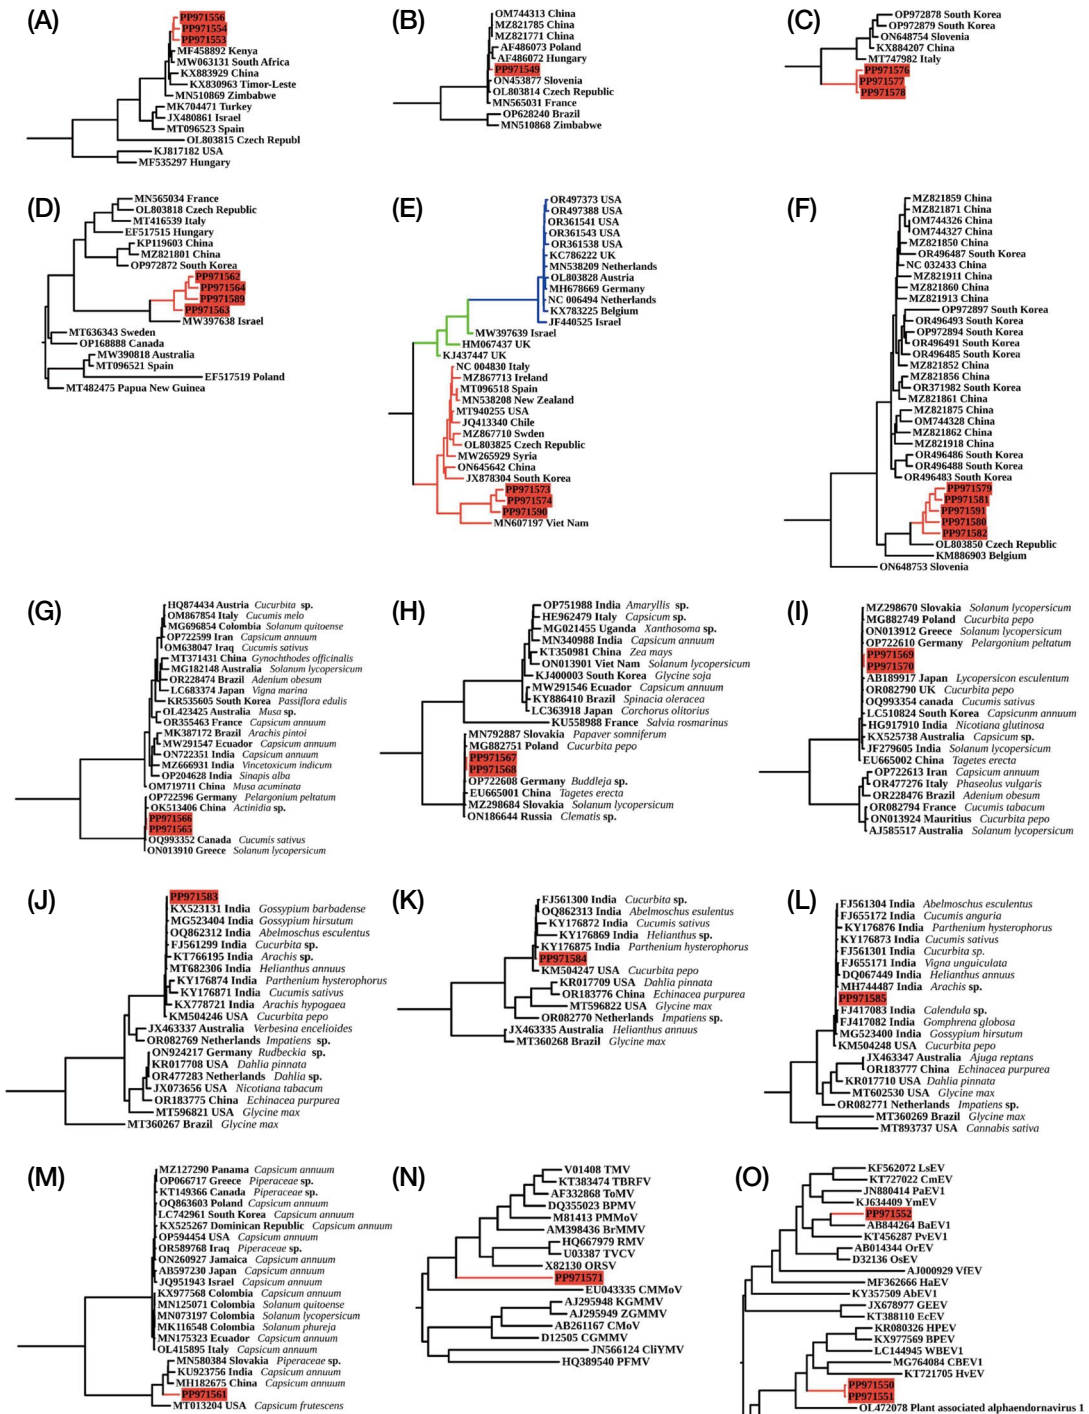 (A)
PP971556
PP971554
PP971553
MF458892 Kenya
MW063131 South Africa
KX883929 China
KX830963 Timor-Leste
MN510869 Zimbabwe
MK704471 Turkey
JX480861 Israel
MT096523 Spain
OL803815 Czech Republ
KJ817182 USA
MF535297 Hungary
(B)
OM744313 China
MZ821785 China
MZ821771 China
AF486073 Poland
AF486072 Hungary
PP971549
ON453877 Slovenia
OL803814 Czech Republic
MN565031 France
OP628240 Brazil
MN510868 Zimbabwe
(C)
OP972878 South Korea
OP972879 South Korea
ON648754 Slovenia
KX884207 China
MT747982 Italy
PP971576
PP971577
PP971578
(D)
MN565034 France
OL803818 Czech Republic
MT416539 Italy
EF517515 Hungary
KP119603 China
MZ821801 China
OP972872 South Korea
PP971562
PP971564
PP971589
PP971563
MW397638 Israel
MT636343 Sweden
OP168888 Canada
MW390818 Australia
MT096521 Spain
EF517519 Poland
MT482475 Papua New Guinea
(E)
OR497373 USA
OR497388 USA
OR361541 USA
OR361543 USA
OR361538 USA
KC786222 UK
MN538209 Netherlands
OL803828 Austria
MH678669 Germany
NC 006494 Netherlands
KX783225 Belgium
JF440525 Israel
MW397639 Israel
HM067437 UK
KJ437447 UK
NC 004830 Italy
MZ867713 Ireland
MT096518 Spain
MN538208 New Zealand
MT940255 USA
JQ413340 Chile
MZ867710 Swden
OL803825 Czech Republic
MW265929 Syria
ON645642 China
JX878304 South Korea
PP971573
PP971574
PP971590
MN607197 Viet Nam
(F)
MZ821859 China
MZ821871 China
OM744326 China
OM744327 China
MZ821850 China
OR496487 South Korea
NC 032433 China
MZ821911 China
MZ821860 China
MZ821913 China
OP972897 South Korea
OR496493 South Korea
OP972894 South Korea
OR496491 South Korea
OR496485 South Korea
MZ821852 China
MZ821856 China
OR371982 South Korea
MZ821861 China
MZ821875 China
OM744328 China
MZ821862 China
MZ821918 China
OR496486 South Korea
OR496488 South Korea
OR496483 South Korea
PP971579
PP971581
PP971591
PP971580
PP971582
OL803850 Czech Republic
KM886903 Belgium
ON648753 Slovenia
(G)
HQ874434 Austria Cucurbita sp.
OM867854 Italy Cucumis melo
MG696854 Colombia Solanum quitoense
OP722599 Iran Capsicum annuum
OM638047 Iraq Cucumis sativus
MT371431 China Gynochthodes officinalis
MG182148 Australia Solanum lycopersicum
OR228474 Brazil Adenium obesum
LC683374 Japan Vigna marina
KR535605 South Korea Passiflora edulis
OL423425 Australia Musa sp.
OR355463 France Capsicum annuum
MK387172 Brazil Arachis pintoi
MW291547 Ecuador Capsicum annuum
ON722351 India Capsicum annuum
MZ666931 India Vincetoxicum indicum
OP204628 India Sinapis alba
OM719711 China Musa acuminata
OP722596 Germany Pelargonium peltatum
OK513406 China Actinidia sp.
PP971566
PP971565
OQ993352 Canada Cucumis sativus
ON013910 Greece Solanum lycopersicum
(H)
OP751988 India Amaryllis sp.
HE962479 Italy Capsicum sp.
MG021455 Uganda Xanthosoma sp.
MN340988 India Capsicum annuum
KT350981 China Zea mays
ON013901 Viet Nam Solanum lycopersicum
KJ400003 South Korea Glycine soja
MW291546 Ecuador Capsicum annuum
KY886410 Brazil Spinacia oleracea
LC363918 Japan Corchorus olitorius
KU558988 France Salvia rosmarinus
MN792887 Slovakia Papaver somniferum
MG882751 Poland Cucurbita pepo
PP971567
PP971568
OP722608 Germany Buddleja sp.
EU665001 China Tagetes erecta
MZ298684 Slovakia Solanum lycopersicum
ON186644 Russia Clematis sp.
(I)
MZ298670 Slovakia Solanum lycopersicum
MG882749 Poland Cucurbita pepo
ON013912 Greece Solanum lycopersicum
OP722610 Germany Pelargonium peltatum
PP971569
PP971570
AB189917 Japan Lycopersicon esculentum
OR082790 UK Cucurbita pepo
OQ993354 canada Cucumis sativus
LC510824 South Korea Capsicunm annuum
HG917910 India Nicotiana glutinosa
KX525738 Australia Capsicum sp.
JF279605 India Solanum lycopersicum
EU665002 China Tagetes erecta
OP722613 Iran Capsicum annuum
OR477276 Italy Phaseolus vulgaris
OR228476 Brazil Adenium obesum
OR082794 France Cucumis tabacum
ON013924 Mauritius Cucurbita pepo
AJ585517 Australia Solanum lycopersicum
(J)
PP971583
KX523131 India Gossypium barbadense
MG523404 India Gossypium hirsutum
OQ862312 India Abelmoschus esculentus
FJ561299 India Cucurbita sp.
KT766195 India Arachis sp.
MT682306 India Helianthus annuus
KY176874 India Parthenium hysterophorus
KY176871 India Cucumis sativus
KX778721 India Arachis hypogaea
KM504246 USA Cucurbita pepo
JX463337 Australia Verbesina encelioides
OR082769 Netherlands Impatiens sp.
ON924217 Germany Rudbeckia sp.
KR017708 USA Dahlia pinnata
OR477283 Netherlands Dahlia sp.
JX073656 USA Nicotiana tabacum
OR183775 China Echinacea purpurea
MT596821 USA Glycine max
MT360267 Brazil Glycine max
(K)
FJ561300 India Cucurbita sp.
OQ862313 India Abelmoschus esulentus
KY176872 India Cucumis sativus
KY176869 India Helianthus sp.
KY176875 India Parthenium hysterophorus
PP971584
KM504247 USA Cucurbita pepo
KR017709 USA Dahlia pinnata
OR183776 China Echinacea purpurea
MT596822 USA Glycine max
OR082770 Netherlands Impatiens sp.
JX463335 Australia Helianthus annuus
MT360268 Brazil Glycine max
(L)
FJ561304 India Abelmoschus esulentus
FJ655172 India Cucumis anguria
KY176876 India Parthenium hysterophorus
KY176873 India Cucumis sativus
FJ561301 India Cucurbita sp.
FJ655171 India Vigna unguiculata
DQ067449 India Helianthus annuus
MH744487 India Arachis sp.
PP971585
FJ417083 India Calendula sp.
FJ417082 India Gomphrena globosa
MG523400 India Gossypium hirsutum
KM504248 USA Cucurbita pepo
JX463347 Australia Ajuga reptans
OR183777 China Echinacea purpurea
KR017710 USA Dahlia pinnata
MT602530 USA Glycine max
OR082771 Netherlands Impatiens sp.
MT360269 Brazil Glycine max
MT893737 USA Cannabis sativa
(M)
MZ127290 Panama Capsicum annuum
OP066717 Greece Piperaceae sp.
KT149366 Canada Piperaceae sp.
OQ863603 Poland Capsicum annuum
LC742961 South Korea Capsicum annuum
KX525267 Dominican Republic Capsicum annuum
OP594454 USA Capsicum annuum
OR589768 Iraq Piperaceae sp.
ON260927 Jamaica Capsicum annuum
AB597230 Japan Capsicum annuum
JQ951943 Israel Capsicum annuum
KX977568 Colombia Capsicum annuum
MN125071 Colombia Solanum quitoense
MN073197 Colombia Solanum lycopersicum
MK116548 Colombia Solanum phureja
MN175323 Ecuador Capsicum annuum
OL415895 Italy Capsicum annuum
MN580384 Slovakia Piperaceae sp.
KU923756 India Capsicum annuum
MH182675 China Capsicum annuum
PP971561
MT013204 USA Capsicum frutescens
(N)
V01408 TMV
KT383474 TBRFV
AF332868 ToMV
DQ355023 BPMV
M81413 PMMoV
AM398436 BrMMV
HQ667979 RMV
U03387 TVCV
X82130 ORSV
PP971571
EU043335 CMMoV
AJ295948 KGMMV
AJ295949 ZGMMV
AB261167 CMoV
D12505 CGMMV
JN566124 CliYMV
HQ389540 PFMV
(O)
KF562072 LsEV
KT727022 CmEV
JN880414 PaEV1
KJ634409 YmEV
PP971552
AB844264 BaEV1
KT456287 PvEV1
AB014344 OrEV
D32136 OsEV
AJ000929 VfEV
MF362666 HaEV
KY357509 AbEV1
JX678977 GEEV
KT388110 EcEV
KR080326 HPEV
KX977569 BPEV
LC144945 WBEV1
MG764084 CBEV1
KT721705 HvEV
PP971550
PP971551
OL472078 Plant associated alphaendornavirus 1